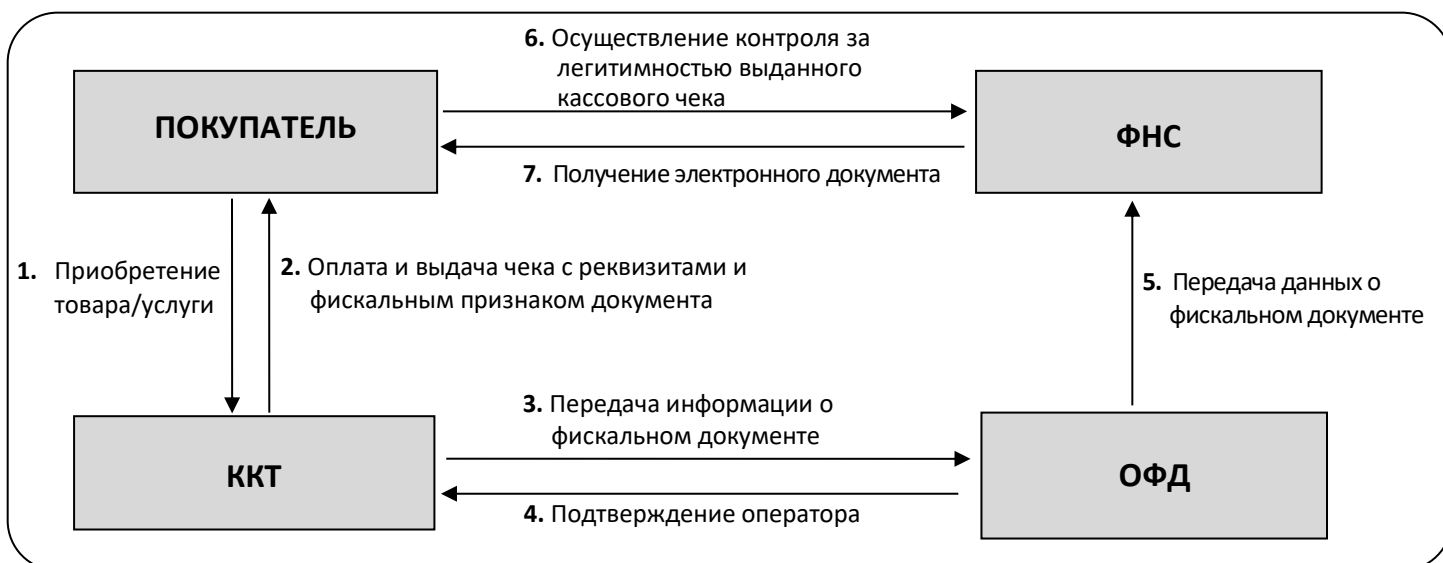 6. Осуществление контроля за
легитимностью выданного
кассового чека
ПОКУПАТЕЛЬ
ФНС
7. Получение электронного документа
1. Приобретение
товара/услуги
2. Оплата и выдача чека с реквизитами и
фискальным признаком документа
5. Передача данных о
фискальном документе
3. Передача информации о
фискальном документе
ККТ
ОФД
4. Подтверждение оператора